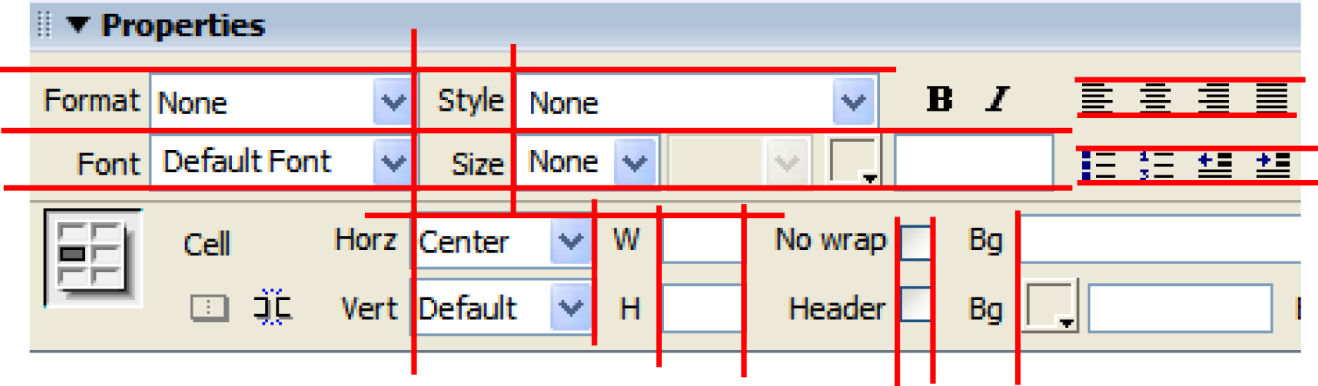 Properties
Format None Style None B I
Font Default Font Size None
Cell Horz Center W No wrap Bg
Vert Default H Header Bg